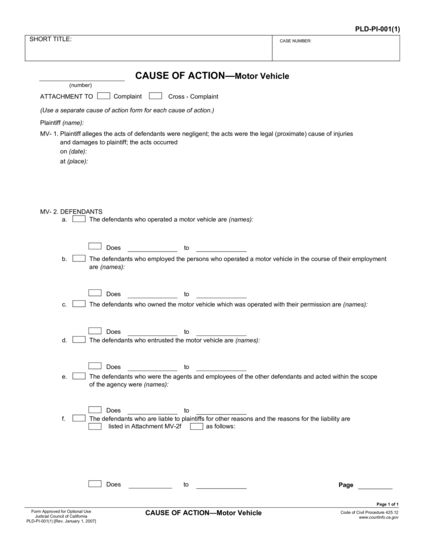 PLD-PI-001(1)
SHORT TITLE:
CASE NUMBER:
CAUSE OF ACTION—Motor Vehicle
(number)
ATTACHMENT TO Complaint Cross - Complaint
(Use a separate cause of action form for each cause of action.)
Plaintiff (name):
MV- 1. Plaintiff alleges the acts of defendants were negligent; the acts were the legal (proximate) cause of injuries
and damages to plaintiff; the acts occurred
on (date):
at (place):
MV- 2. DEFENDANTS
a. The defendants who operated a motor vehicle are (names):
Does to
b. The defendants who employed the persons who operated a motor vehicle in the course of their employment
are (names):
Does to
c. The defendants who owned the motor vehicle which was operated with their permission are (names):
Does to
d. The defendants who entrusted the motor vehicle are (names):
Does to
e. The defendants who were the agents and employees of the other defendants and acted within the scope
of the agency were (names):
Does to
f. The defendants who are liable to plaintiffs for other reasons and the reasons for the liability are
listed in Attachment MV-2f as follows:
Does to
Page
Page 1 of 1
Form Approved for Optional Use
Judicial Council of California
PLD-PI-001(1) [Rev. January 1, 2007]
CAUSE OF ACTION—Motor Vehicle
Code of Civil Procedure 425.12
www.courtinfo.ca.gov